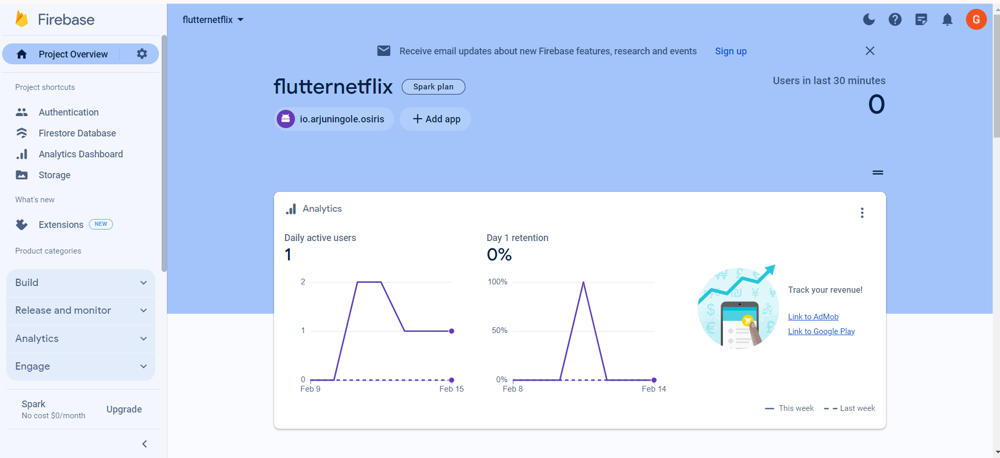 Firebase
flutternetflix
G
Project Overview
Receive email updates about new Firebase features, research and events Sign up
Project shortcuts
Authentication
Firestore Database
Analytics Dashboard
Storage
What's new
Extensions NEW
Product categories
Build
Release and monitor
Analytics
Engage
Spark
No cost $0/month
Upgrade
flutternetflix Spark plan
io.arjuningole.osiris Add app
Users in last 30 minutes
0
Analytics
Daily active users
1
2
1
0
Feb 9 Feb 15
Day 1 retention
0%
100%
50%
0%
Feb 8 Feb 14
Track your revenue!
Link to AdMob
Link to Google Play
This week Last week